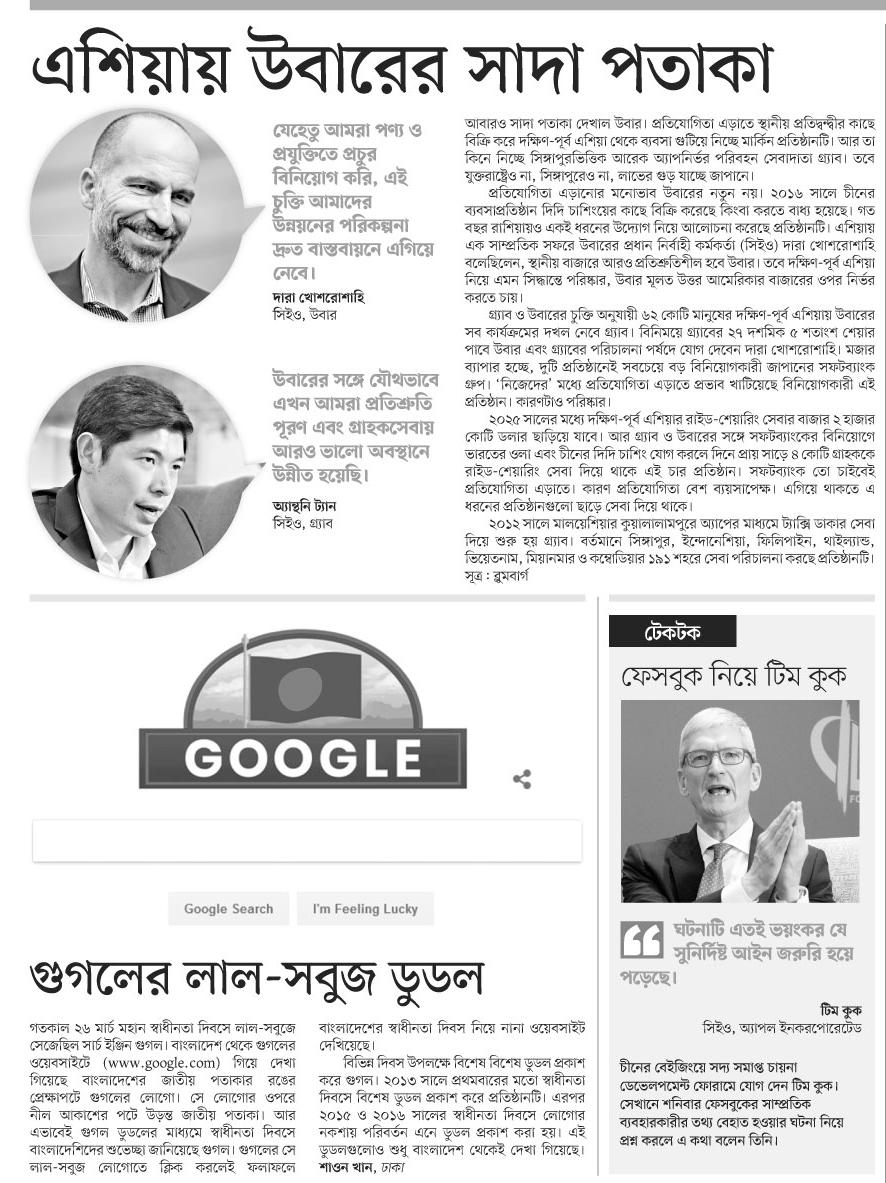 এশিয়ায় উবারের সাদা পতাকা
যেহেতু আমরা পণ্য ও
প্রযুক্তিতে প্রচুর
বিনিয়োগ করি, এই
চুক্তি আমাদের
উন্নয়নের পরিকল্পনা
দ্রুত বাস্তবায়নে এগিয়ে
নেবে।
দারা খোশরোশাহি
সিইও, উবার
উবারের সঙ্গে যৌথভাবে
এখন আমরা প্রতিশ্রুতি
পূরণ এবং গ্রাহকসেবায়
আরও ভালো অবস্থানে
উন্নীত হয়েছি।
অ্যান্থনি ট্যান
সিইও, গ্র্যাব
আবারও সাদা পতাকা দেখাল উবার। প্রতিযোগিতা এড়াতে স্থানীয় প্রতিদ্বন্দ্বীর কাছে
বিক্রি করে দক্ষিণ-পূর্ব এশিয়া থেকে ব্যবসা গুটিয়ে নিচ্ছে মার্কিন প্রতিষ্ঠানটি। আর তা
কিনে নিচ্ছে সিঙ্গাপুরভিত্তিক আরেক অ্যাপনির্ভর পরিবহন সেবাদাতা গ্র্যাব। তবে
যুক্তরাষ্ট্রেও না, সিঙ্গাপুরেও না, লাভের গুড় যাচ্ছে জাপানে।
প্রতিযোগিতা এড়ানোর মনোভাব উবারের নতুন নয়। ২০১৬ সালে চীনের
ব্যবসাপ্রতিষ্ঠান দিদি চাশিংয়ের কাছে বিক্রি করেছে কিংবা করতে বাধ্য হয়েছে। গত
বছর রাশিয়ায়ও একই ধরনের উদ্যোগ নিয়ে আলোচনা করেছে প্রতিষ্ঠানটি। এশিয়ায়
এক সাম্প্রতিক সফরে উবারের প্রধান নির্বাহী কর্মকর্তা (সিইও) দারা খোশরোশাহি
বলেছিলেন, স্থানীয় বাজারে আরও প্রতিশ্রুতিশীল হবে উবার। তবে দক্ষিণ-পূর্ব এশিয়া
নিয়ে এমন সিদ্ধান্তে পরিষ্কার, উবার মূলত উত্তর আমেরিকার বাজারের ওপর নির্ভর
করতে চায়।
গ্র্যাব ও উবারের চুক্তি অনুযায়ী ৬২ কোটি মানুষের দক্ষিণ-পূর্ব এশিয়ায় উবারের
সব কার্যক্রমের দখল নেবে গ্র্যাব। বিনিময়ে গ্র্যাবের ২৭ দশমিক ৫ শতাংশ শেয়ার
পাবে উবার এবং গ্র্যাবের পরিচালনা পর্ষদে যোগ দেবেন দারা খোশরোশাহি। মজার
ব্যাপার হচ্ছে, দুটি প্রতিষ্ঠানেই সবচেয়ে বড় বিনিয়োগকারী জাপানের সফটব্যাংক
গ্রুপ। ‘নিজেদের’ মধ্যে প্রতিযোগিতা এড়াতে প্রভাব খাটিয়েছে বিনিয়োগকারী এই
প্রতিষ্ঠান। কারণটাও পরিষ্কার।
২০২৫ সালের মধ্যে দক্ষিণ-পূর্ব এশিয়ার রাইড-শেয়ারিং সেবার বাজার ২ হাজার
কোটি ডলার ছাড়িয়ে যাবে। আর গ্র্যাব ও উবারের সঙ্গে সফটব্যাংকের বিনিয়োগে
ভারতের ওলা এবং চীনের দিদি চাশিং যোগ করলে দিনে প্রায় সাড়ে ৪ কোটি গ্রাহককে
রাইড-শেয়ারিং সেবা দিয়ে থাকে এই চার প্রতিষ্ঠান। সফটব্যাংক তো চাইবেই
প্রতিযোগিতা এড়াতে। কারণ প্রতিযোগিতা বেশ ব্যয়সাপেক্ষ। এগিয়ে থাকতে এ
ধরনের প্রতিষ্ঠানগুলো ছাড়ে সেবা দিয়ে থাকে।
২০১২ সালে মালয়েশিয়ার কুয়ালালামপুরে অ্যাপের মাধ্যমে ট্যাক্সি ডাকার সেবা
দিয়ে শুরু হয় গ্র্যাব। বর্তমানে সিঙ্গাপুর, ইন্দোনেশিয়া, ফিলিপাইন, থাইল্যান্ড,
ভিয়েতনাম, মিয়ানমার ও কম্বোডিয়ার ১৯১ শহরে সেবা পরিচালনা করছে প্রতিষ্ঠানটি।
সূত্র : ব্লুমবার্গ
GOOGLE
Google Search
I'm Feeling Lucky
গুগলের লাল-সবুজ ডুডল
গতকাল ২৬ মার্চ মহান স্বাধীনতা দিবসে লাল-সবুজে
সেজেছিল সার্চ ইঞ্জিন গুগল। বাংলাদেশ থেকে গুগলের
ওয়েবসাইটে (www.google.com) গিয়ে দেখা
গিয়েছে বাংলাদেশের জাতীয় পতাকার রঙের
প্রেক্ষাপটে গুগলের লোগো। সে লোগোর ওপরে
নীল আকাশের পটে উড়ন্ত জাতীয় পতাকা। আর
এভাবেই গুগল ডুডলের মাধ্যমে স্বাধীনতা দিবসে
বাংলাদেশিদের শুভেচ্ছা জানিয়েছে গুগল। গুগলের সে
লাল-সবুজ লোগোতে ক্লিক করলেই ফলাফলে
বাংলাদেশের স্বাধীনতা দিবস নিয়ে নানা ওয়েবসাইট
দেখিয়েছে।
বিভিন্ন দিবস উপলক্ষে বিশেষ বিশেষ ডুডল প্রকাশ
করে গুগল। ২০১৩ সালে প্রথমবারের মতো স্বাধীনতা
দিবসে বিশেষ ডুডল প্রকাশ করে প্রতিষ্ঠানটি। এরপর
২০১৫ ও ২০১৬ সালের স্বাধীনতা দিবসে লোগোর
নকশায় পরিবর্তন এনে ডুডল প্রকাশ করা হয়। এই
ডুডলগুলোও শুধু বাংলাদেশ থেকেই দেখা গিয়েছে।
শাওন খান, ঢাকা
টেকটক
ফেসবুক নিয়ে টিম কুক
ঘটনাটি এতই ভয়ংকর যে
সুনির্দিষ্ট আইন জরুরি হয়ে
পড়েছে।
টিম কুক
সিইও, অ্যাপল ইনকরপোরেটেড
চীনের বেইজিংয়ে সদ্য সমাপ্ত চায়না
ডেভেলপমেন্ট ফোরামে যোগ দেন টিম কুক।
সেখানে শনিবার ফেসবুকের সাম্প্রতিক
ব্যবহারকারীর তথ্য বেহাত হওয়ার ঘটনা নিয়ে
প্রশ্ন করলে এ কথা বলেন তিনি।